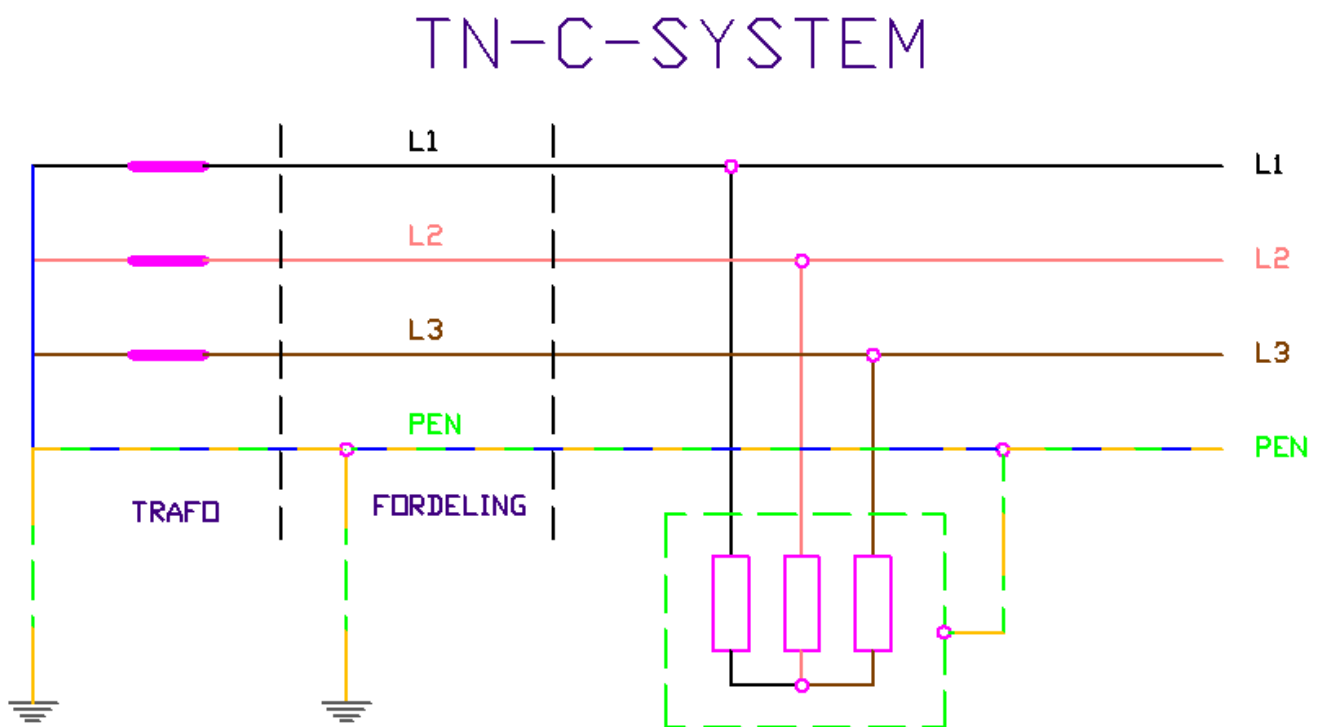 TN-C-SYSTEM
L1
L1
L2
L2
L3
L3
PEN
PEN
TRAFO
FORDELING